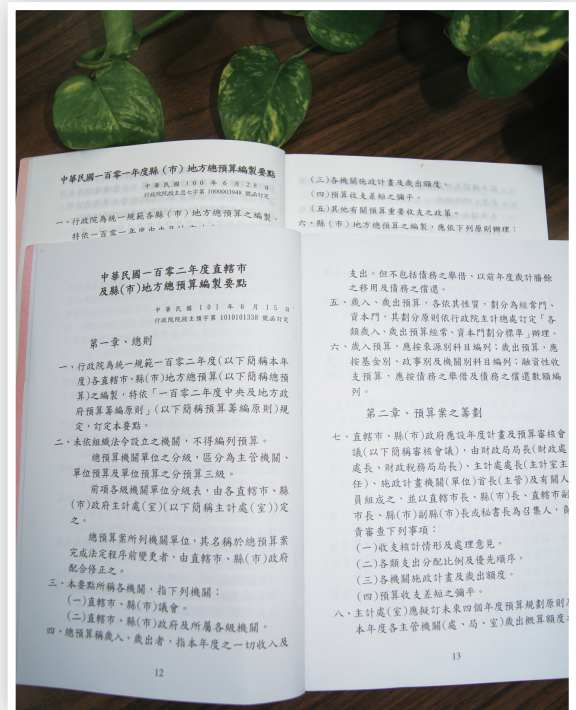 中華民國一百零一年度縣(市)地方總預算編製要點
中華民國100年6月28日
行政院院授主忠七字第1000003948號函訂定
一、行政院為統一規範各縣(市)地方總預算之編製,
特依一百零一年度中央及地方
(三)各機關施政計畫及歲出額度。
(四)預算收支差短之彌平。
(五)其他有關預算重要收支之政策。
六、縣(市)地方總預算之編製,應依下列原則辦理:
中華民國一百零二年度直轄市
及縣(市)地方總預算編製要點
中華民國101年6月15日
行政院院授主預字第1010101338號函訂定
第一章、總則
一、行政院為統一規範一百零二年度(以下簡稱本年
度)各直轄市、縣(市)地方總預算(以下簡稱總預
算)之編製,特依「一百零二年度中央及地方政
府預算籌編原則」(以下簡稱預算籌編原則)規
定,訂定本要點。
二、未依組織法令設立之機關,不得編列預算。
總預算機關單位之分級,區分為主管機關、
單位預算及單位預算之分預算三級。
前項各級機關單位分級表,由各直轄市、縣
(市)政府主計處(室)(以下簡稱主計處(室))定
之。
總預算案所列機關單位,其名稱於總預算案
完成法定程序前變更者,由直轄市、縣(市)政府
配合修正之。
三、本要點所稱各機關,指下列機關:
(一)直轄市、縣(市)議會。
(二)直轄市、縣(市)政府及所屬各級機關。
四、總預算稱歲入、歲出者,指本年度之一切收入及
12
支出。但不包括債務之舉借、以前年度歲計賸餘
之移用及債務之償還。
五、歲入、歲出預算,各依其性質,劃分為經常門、
資本門,其劃分原則依行政院主計總處訂定「各
類歲入、歲出預算經常、資本門劃分標準」辦理。
六、歲入預算,應按來源別科目編列;歲出預算,應
按基金別、政事別及機關別科目編列;融資性收
支預算,應按債務之舉借及債務之償還數額編
列。
第二章、預算案之籌劃
七、直轄市、縣(市)政府應設年度計畫及預算審核會
議(以下簡稱審核會議),由財政局局長(財政處
處長、財政稅務局局長)、主計處處長(主計室主
任)、施政計畫機關(單位)首長(主管)及有關人
員組成之,並以直轄市長、縣(市)長、直轄市副
市長、縣(市)副縣(市)長或秘書長為召集人,負
責審查下列事項:
(一)收支核計情形及處理意見。
(二)各類支出分配比例及優先順序。
(三)各機關施政計畫及歲出額度。
(四)預算收支差短之彌平。
八、主計處(室)應擬訂未來四個年度預算規劃原則及
本年度各主管機關(處、局、室)歲出概算額度
13